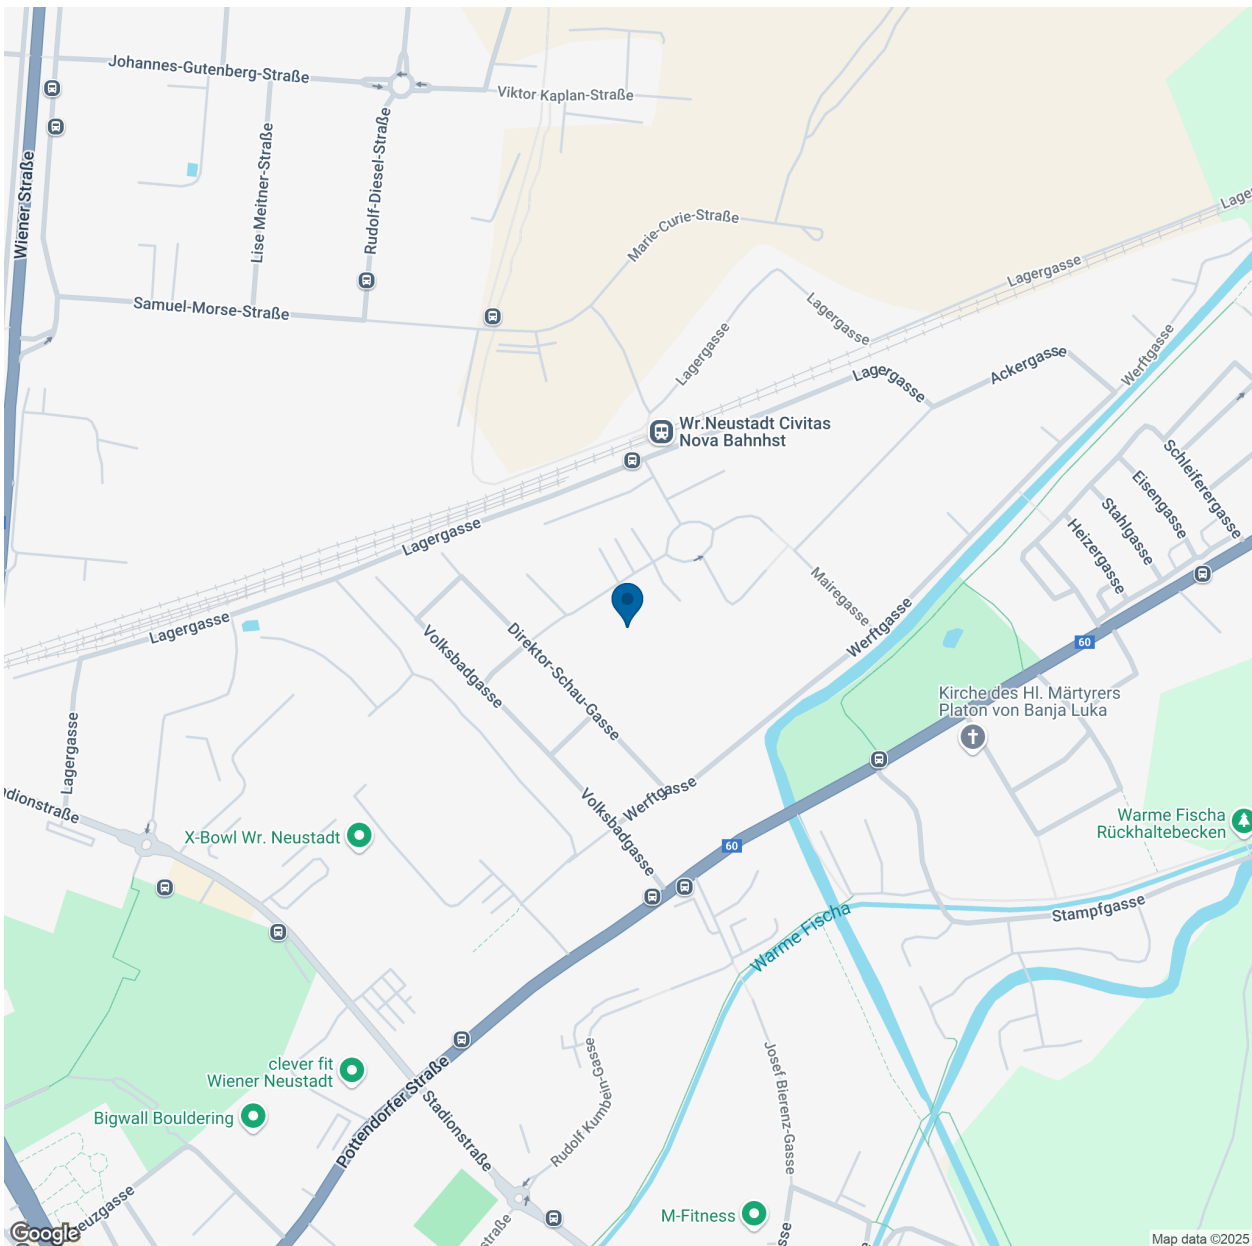 Johannes-Gutenberg-Straße
Viktor Kaplan-Straße
Wiener Straße
Lise Meitner-Straße
Rudolf-Diesel-Straße
Marie-Curie-Straße
Lagergasse
Samuel-Morse-Straße
Lagergasse
Lagergasse
Werftgasse
Ackergasse
Lagergasse
Wr.Neustadt Civitas
Nova Bahnhst
Schleiferergasse
Eisengasse
Stahlgasse
Heizergasse
Lagergasse
Mairegasse
Lagergasse
Volksbadgasse
Direktor-Schau-Gasse
Werftgasse
60
Kirche des Hl. Märtyrers
Platon von Banja Luka
Lagergasse
adionstraße
Werftgasse
Volksbadgasse
X-Bowl Wr. Neustadt
60
Warme Fischa
Rückhaltebecken
Stampfgasse
Warme Fischa
clever fit
Wiener Neustadt
Bigwall Bouldering
Pottendorfer Straße
Stadionstraße
Rudolf Kumbein-Gasse
Josef Bierenz-Gasse
euzgasse
straße
M-Fitness
Google
Map data ©2025